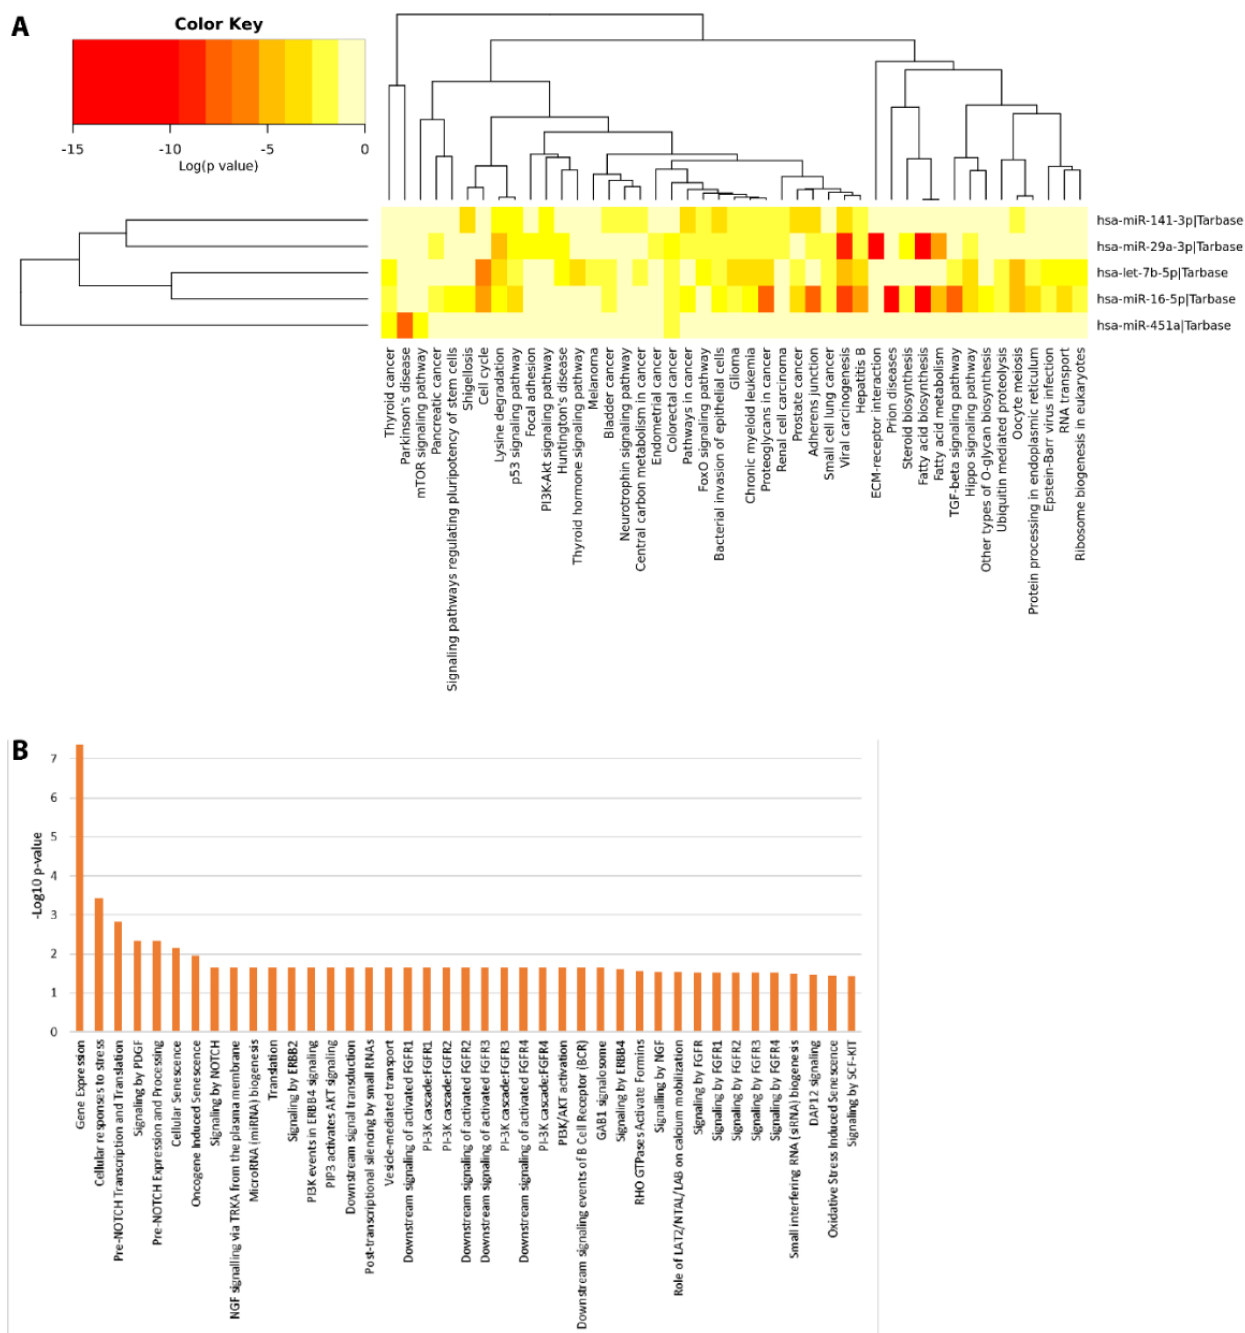 A
Color Key
-15
-10
-5
0
Log(p value)
hsa-miR-141-3p|Tarbase
hsa-miR-29a-3p|Tarbase
hsa-let-7b-5p|Tarbase
hsa-miR-16-5p|Tarbase
hsa-miR-451a|Tarbase
Thyroid cancer
Parkinson's disease
mTOR signaling pathway
Pancreatic cancer
Signaling pathways regulating pluripotency of stem cells
Shigellosis
Cell cycle
Lysine degradation
p53 signaling pathway
Focal adhesion
PI3K-Akt signaling pathway
Huntington's disease
Thyroid hormone signaling pathway
Melanoma
Bladder cancer
Neurotrophin signaling pathway
Central carbon metabolism in cancer
Endometrial cancer
Colorectal cancer
Pathways in cancer
FoxO signaling pathway
Bacterial invasion of epithelial cells
Glioma
Chronic myeloid leukemia
Proteoglycans in cancer
Renal cell carcinoma
Prostate cancer
Adherens junction
Small cell lung cancer
Viral carcinogenesis
Hepatitis B
ECM-receptor interaction
Prion diseases
Steroid biosynthesis
Fatty acid biosynthesis
Fatty acid metabolism
TGF-beta signaling pathway
Hippo signaling pathway
Other types of O-glycan biosynthesis
Ubiquitin mediated proteolysis
Oocyte meiosis
Protein processing in endoplasmic reticulum
Epstein-Barr virus infection
RNA transport
Ribosome biogenesis in eukaryotes
B
-Log10 p-value
7
6
5
4
3
2
1
0
Gene Expression
Cellular responses to stress
Pre-NOTCH Transcription and Translation
Signaling by PDGF
Pre-NOTCH Expression and Processing
Cellular Senescence
Oncogene Induced Senescence
Signaling by NOTCH
NGF signalling via TRKA from the plasma membrane
MicroRNA (miRNA) biogenesis
Translation
Signaling by ERBB2
PI3K events in ERBB4 signaling
PIP3 activates AKT signaling
Downstream signal transduction
Post-transcriptional silencing by small RNAs
Vesicle-mediated transport
Downstream signaling of activated FGFR1
PI-3K cascade:FGFR1
PI-3K cascade:FGFR2
Downstream signaling of activated FGFR2
Downstream signaling of activated FGFR3
PI-3K cascade:FGFR3
Downstream signaling of activated FGFR4
PI-3K cascade:FGFR4
PI3K/AKT activation
Downstream signaling events of B Cell Receptor (BCR)
GAB1 signalosome
Signaling by ERBB4
RHO GTPases Activate Formins
Signalling by NGF
Role of LAT2/NTAL/LAB on calcium mobilization
Signaling by FGFR
Signaling by FGFR1
Signaling by FGFR2
Signaling by FGFR3
Signaling by FGFR4
Small interfering RNA (siRNA) biogenesis
DAP12 signaling
Oxidative Stress Induced Senescence
Signaling by SCF-KIT